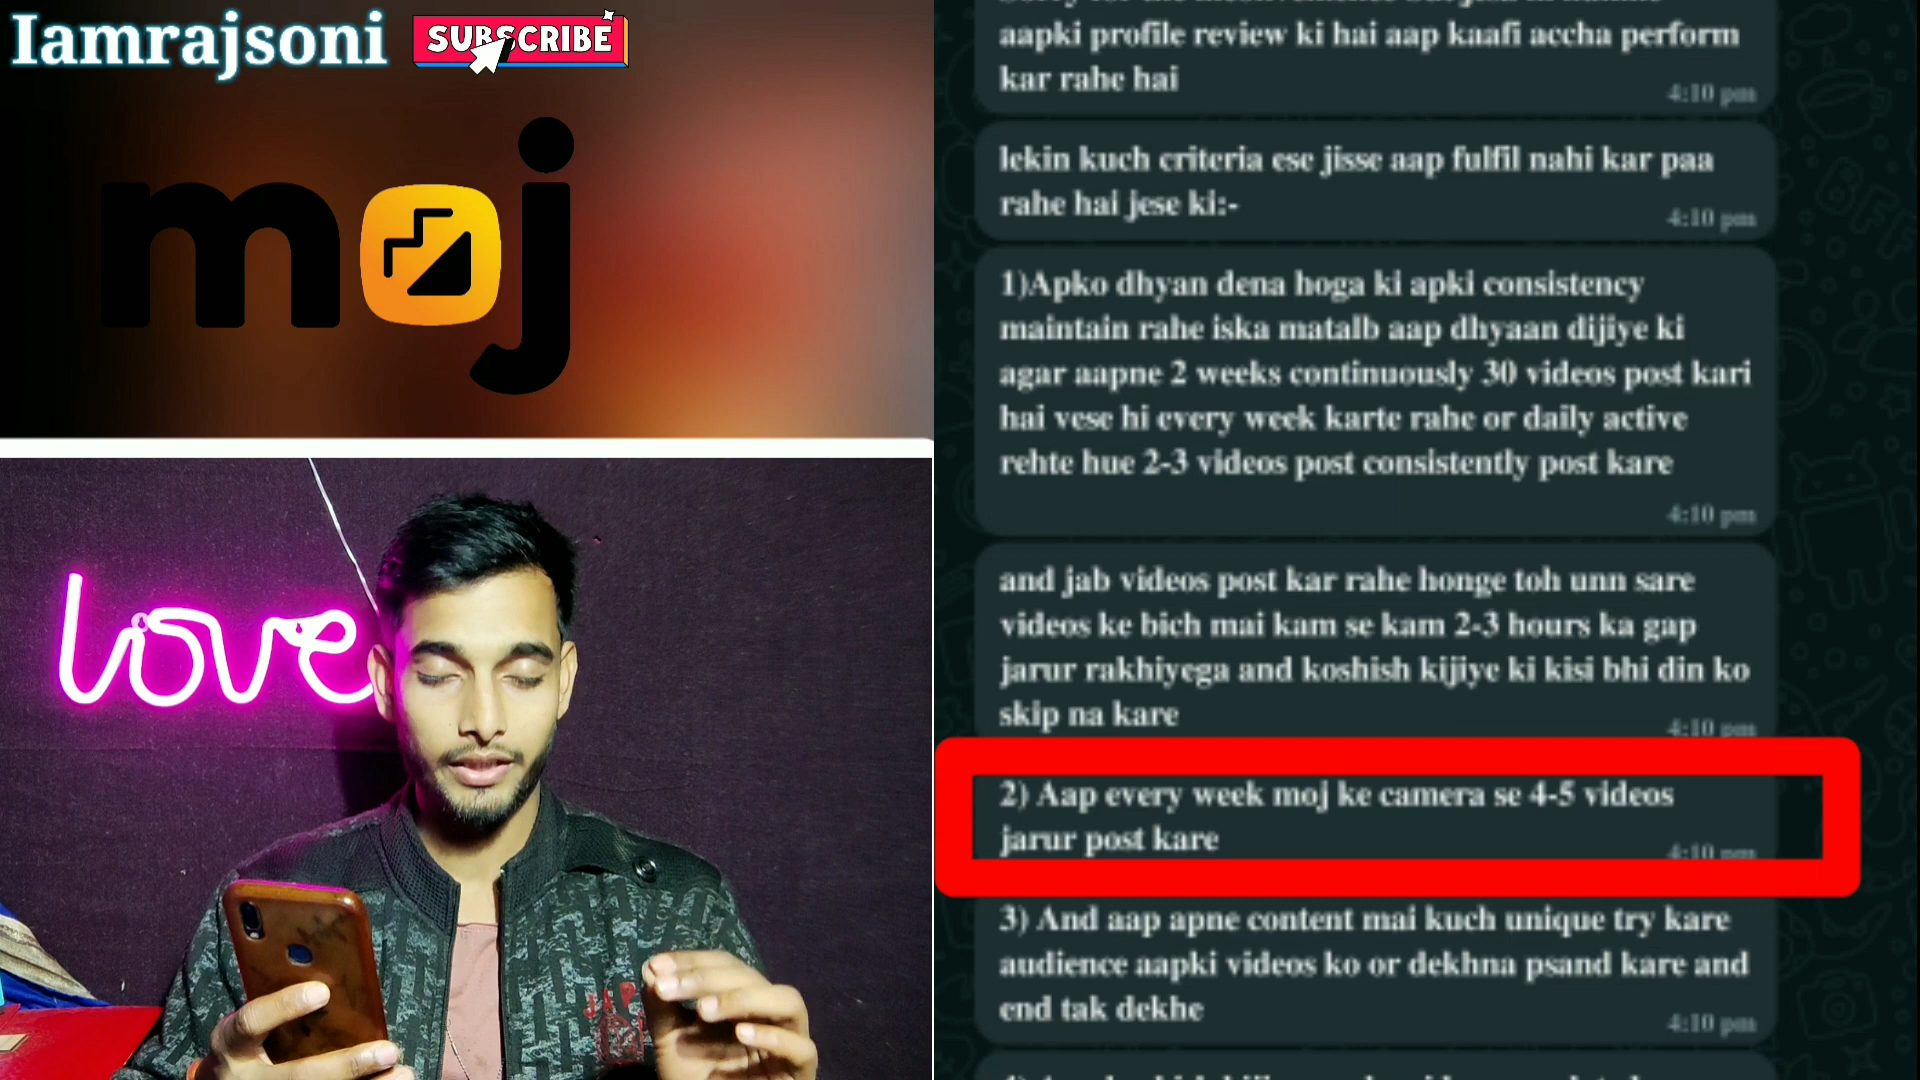 Iamrajsoni
SUBSCRIBE
moj
love
aapki profile review ki hai aap kaafi accha perform
kar rahe hai
4:10 pm
lekin kuch criteria ese jisse aap fulfil nahi kar paa
rahe hai jese ki:-
4:10 pm
1)Apko dhyan dena hoga ki apki consistency
maintain rahe iska matalb aap dhyaan dijiye ki
agar aapne 2 weeks continuously 30 videos post kari
hai vese hi every week karte rahe or daily active
rehte hue 2-3 videos post consistently post kare
4:10 pm
and jab videos post kar rahe honge toh unn sare
videos ke bich mai kam se kam 2-3 hours ka gap
jarur rakhiyega and koshish kijiye ki kisi bhi din ko
skip na kare
4:10 pm
2) Aap every week moj ke camera se 4-5 videos
jarur post kare
4:10 pm
3) And aap apne content mai kuch unique try kare
audience aapki videos ko or dekhna psand kare and
end tak dekhe
4:10 pm